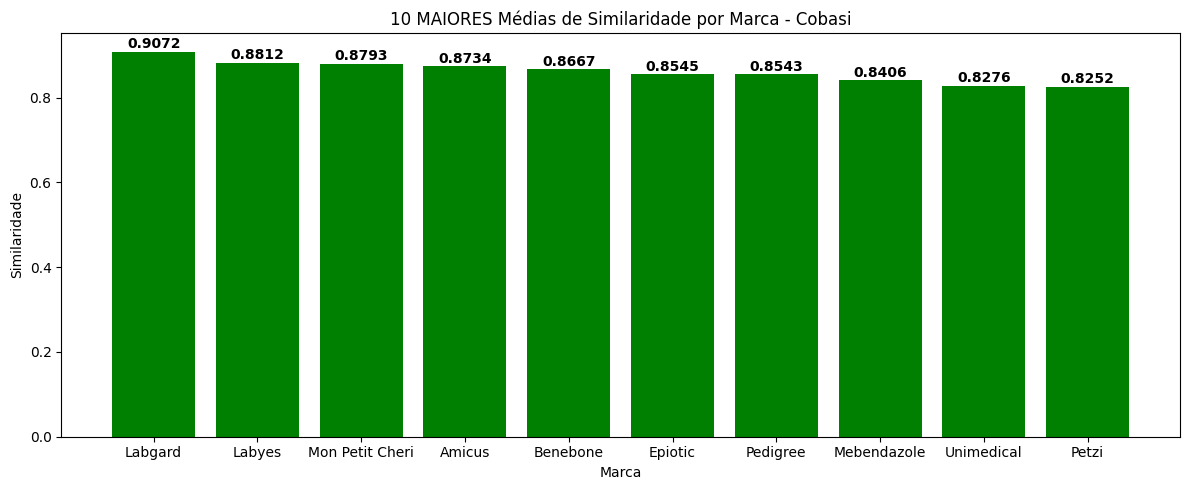 10 MAIORES Médias de Similaridade por Marca - Cobasi
0.9072 0.8812 0.8793 0.8734 0.8667 0.8545 0.8543 0.8406 0.8276 0.8252
Similaridade
0.8
0.6
0.4
0.2
0.0
Labgard Labyes Mon Petit Cheri Amicus Benebone Epiotic Pedigree Mebendazole Unimedical Petzi
Marca